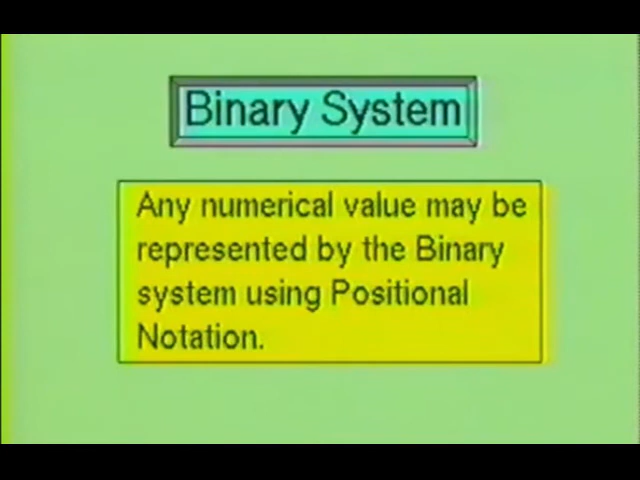 Binary System
Any numerical value may be
represented by the Binary
system using Positional
Notation.